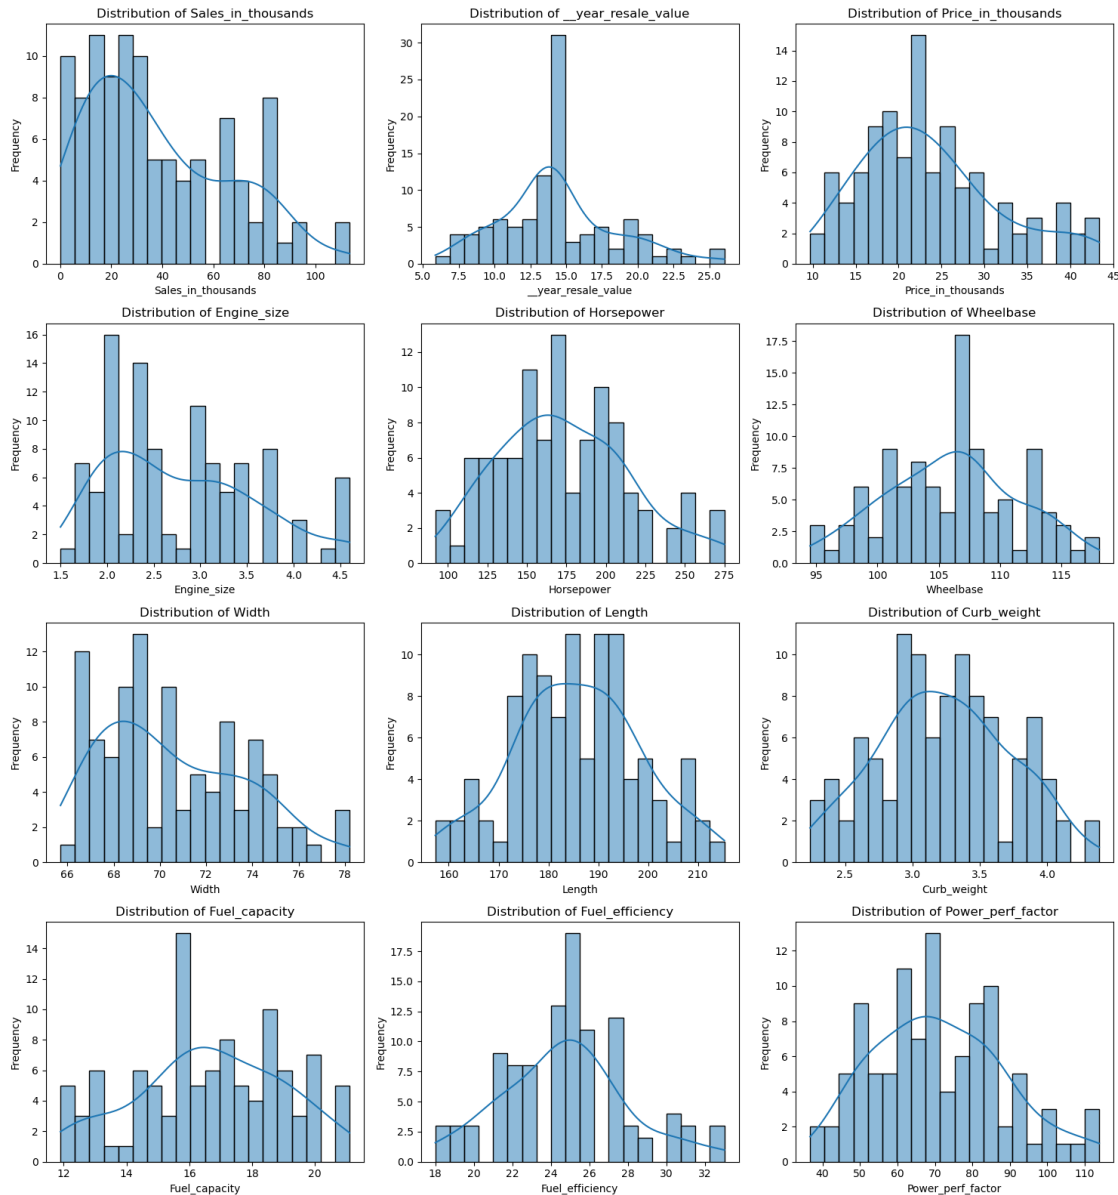 Distribution of Sales_in_thousands
10
8
6
4
2
0
Frequency
0 20 40 60 80 100
Sales_in_thousands
Distribution of __year_resale_value
30
25
20
15
10
5
0
Frequency
5.0 7.5 10.0 12.5 15.0 17.5 20.0 22.5 25.0
__year_resale_value
Distribution of Price_in_thousands
14
12
10
8
6
4
2
0
Frequency
10 15 20 25 30 35 40 45
Price_in_thousands
Distribution of Engine_size
16
14
12
10
8
6
4
2
0
Frequency
1.5 2.0 2.5 3.0 3.5 4.0 4.5
Engine_size
Distribution of Horsepower
12
10
8
6
4
2
0
Frequency
100 125 150 175 200 225 250 275
Horsepower
Distribution of Wheelbase
17.5
15.0
12.5
10.0
7.5
5.0
2.5
0.0
Frequency
95 100 105 110 115
Wheelbase
Distribution of Width
12
10
8
6
4
2
0
Frequency
66 68 70 72 74 76 78
Width
Distribution of Length
10
8
6
4
2
0
Frequency
160 170 180 190 200 210
Length
Distribution of Curb_weight
10
8
6
4
2
0
Frequency
2.5 3.0 3.5 4.0
Curb_weight
Distribution of Fuel_capacity
14
12
10
8
6
4
2
0
Frequency
12 14 16 18 20
Fuel_capacity
Distribution of Fuel_efficiency
17.5
15.0
12.5
10.0
7.5
5.0
2.5
0.0
Frequency
18 20 22 24 26 28 30 32
Fuel_efficiency
Distribution of Power_perf_factor
12
10
8
6
4
2
0
Frequency
40 50 60 70 80 90 100 110
Power_perf_factor